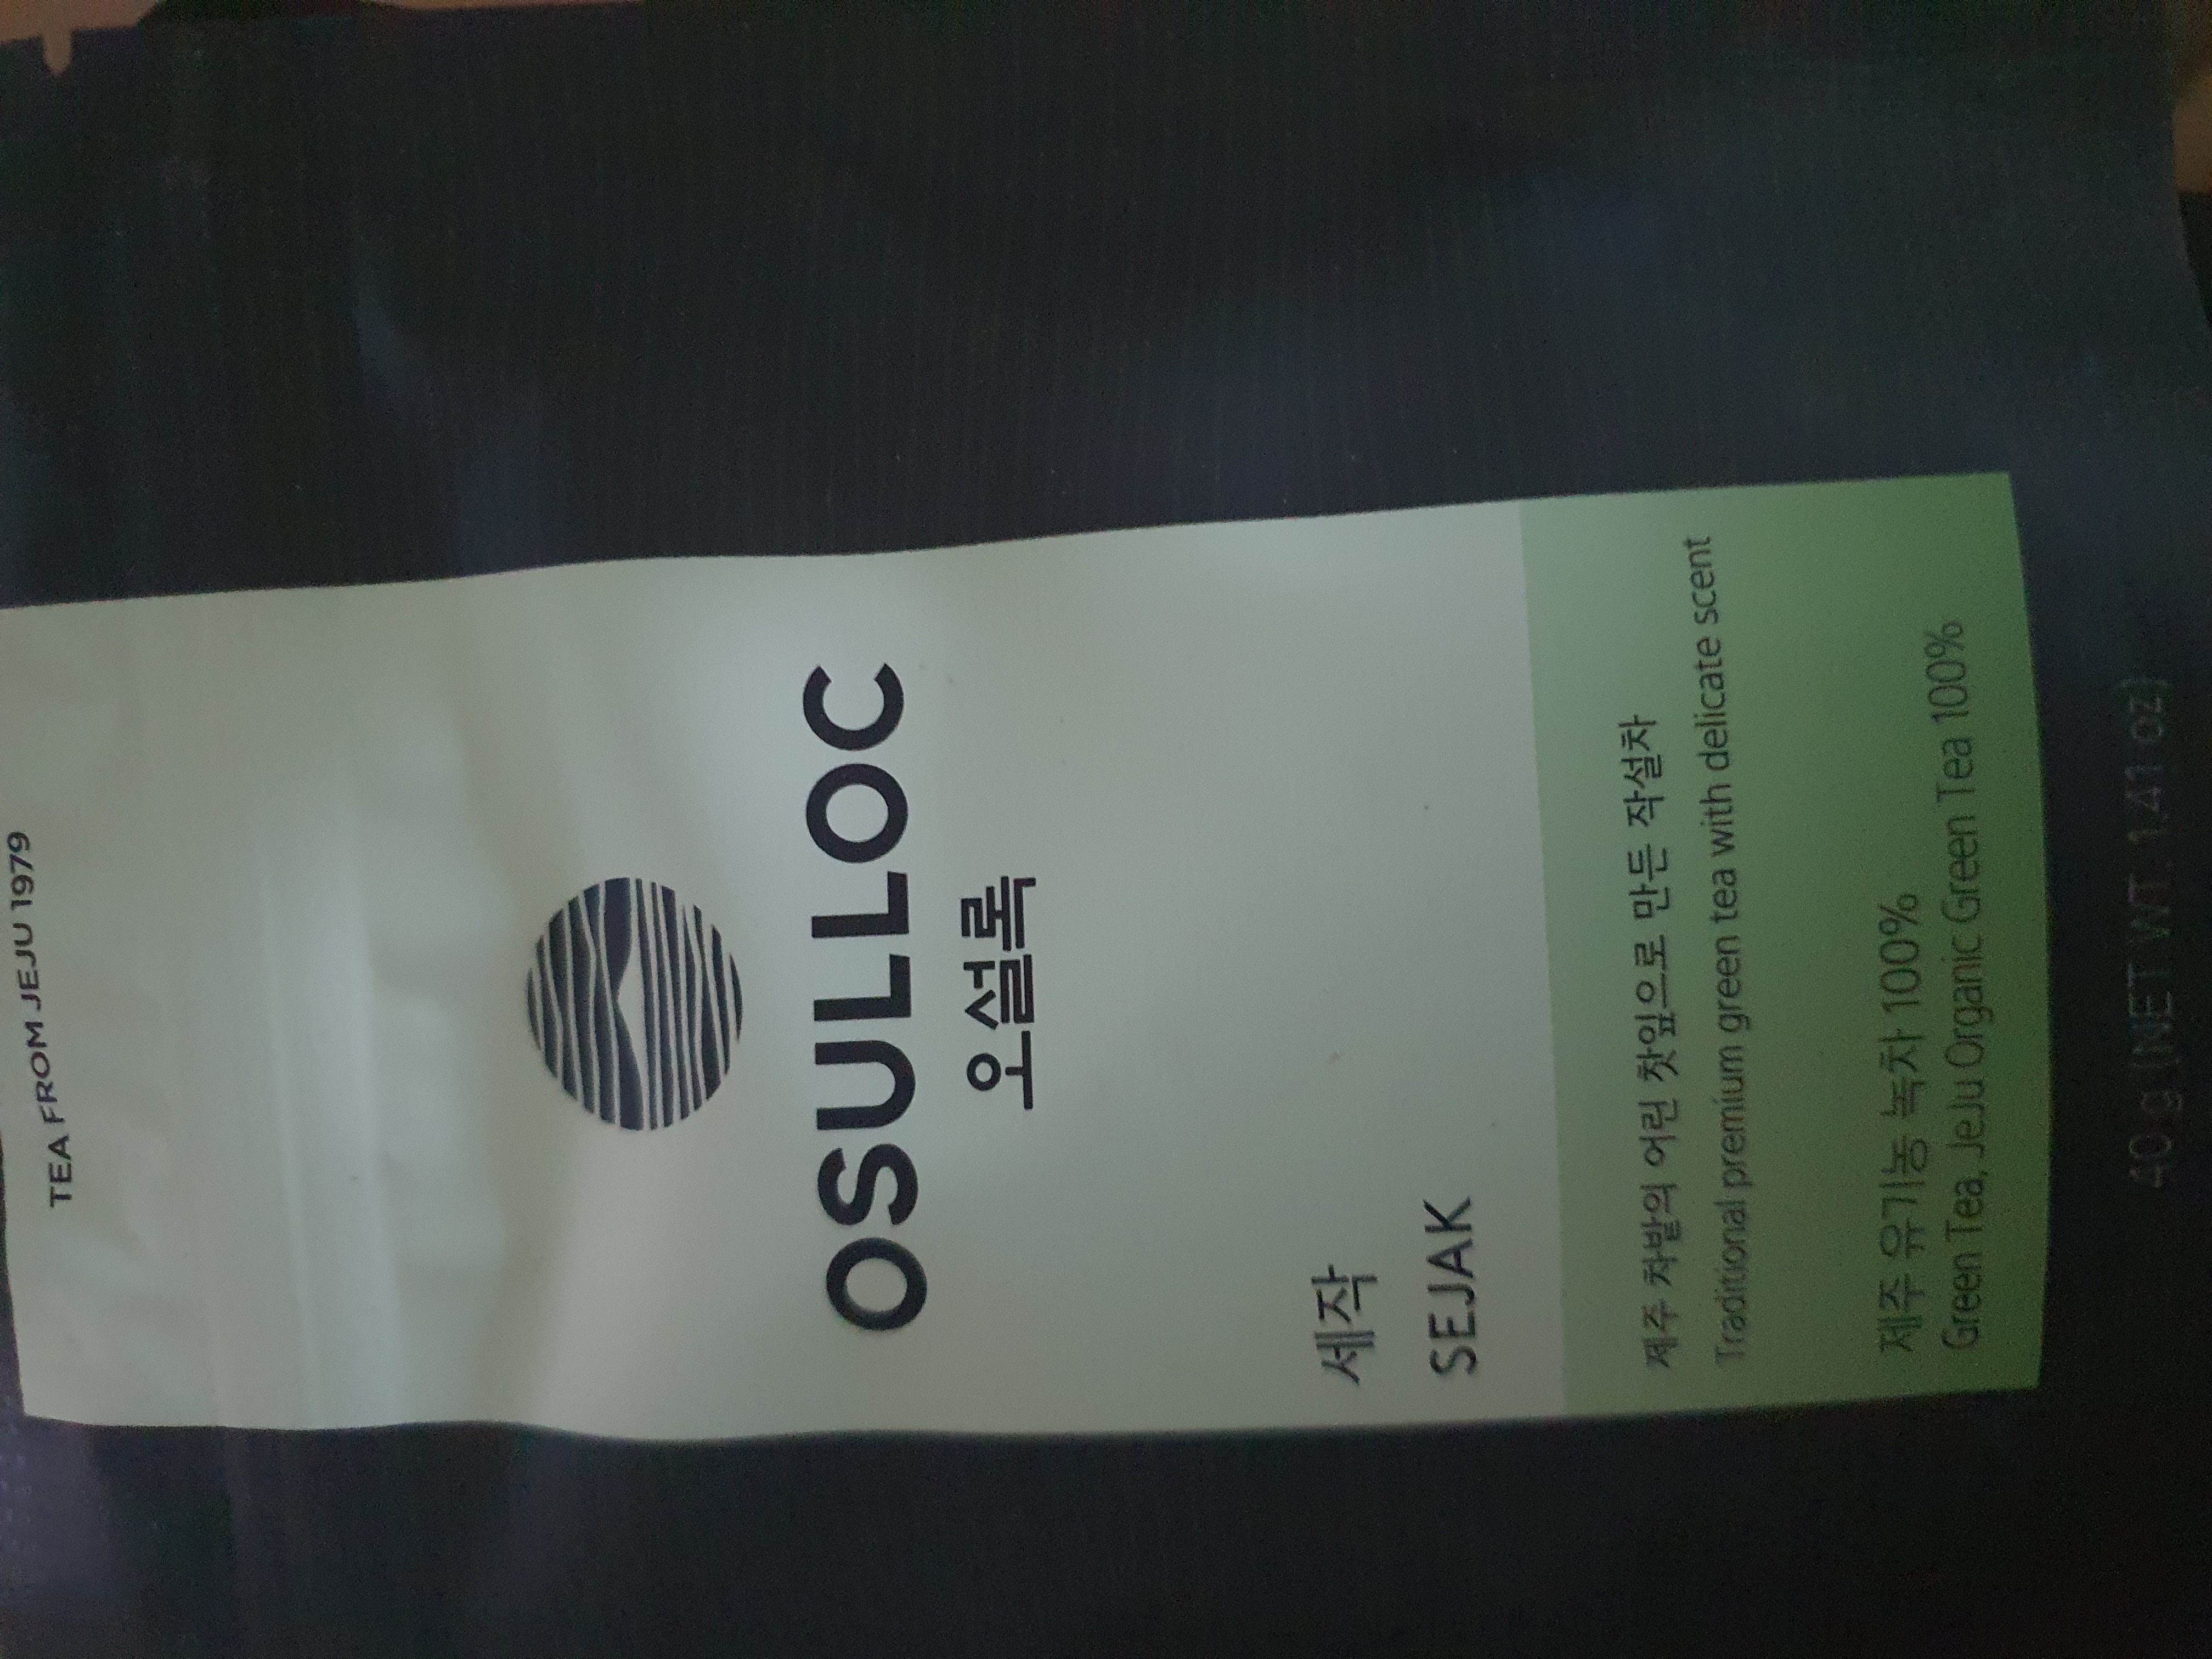 TEA FROM JEJU 1979
OSULLOC
오설록
세작
SEJAK
제주 차밭의 어린 찻잎으로 만든 작설차
Traditional premium green tea with delicate scent
제주 유기농 녹차 100%
Green Tea, JeJu Organic Green Tea 100%
40 g (NET WT. 1.41 oz)